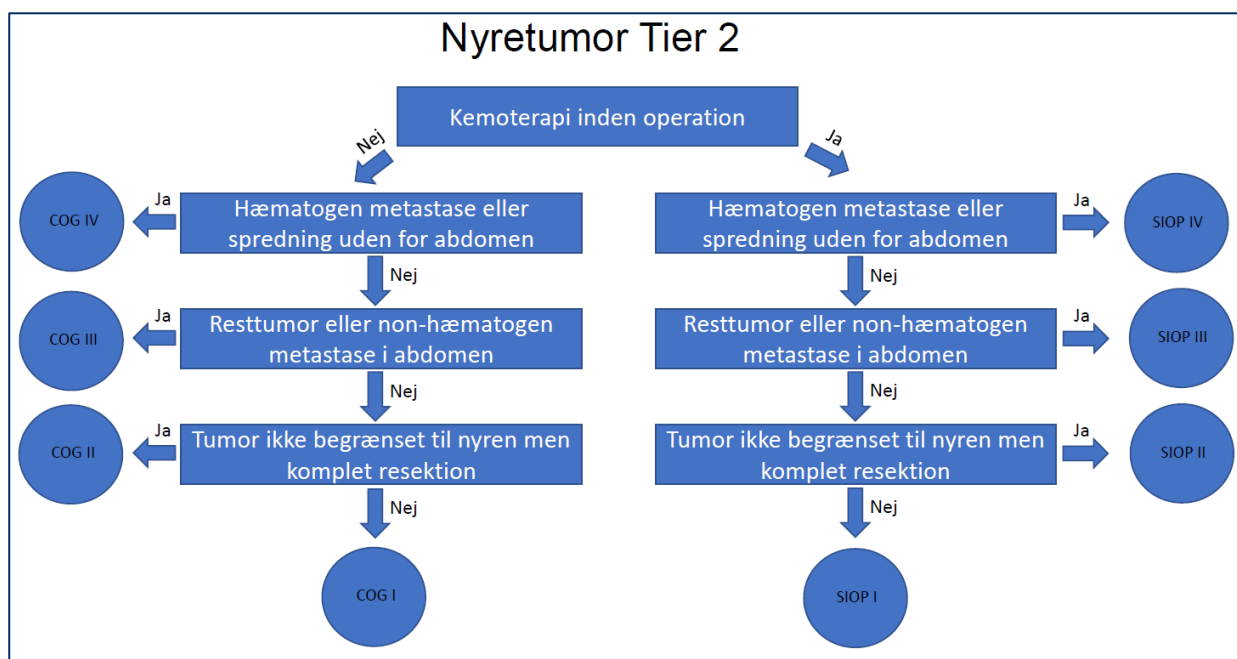 Nyretumor Tier 2
Kemoterapi inden operation
Nej
Ja
COG IV
Ja
Hæmatogen metastase eller
spredning uden for abdomen
Hæmatogen metastase eller
spredning uden for abdomen
Ja
SIOP IV
Nej
Nej
COG III
Ja
Resttumor eller non-hæmatogen
metastase i abdomen
Resttumor eller non-hæmatogen
metastase i abdomen
Ja
SIOP III
Nej
Nej
COG II
Ja
Tumor ikke begrænset til nyren men
komplet resektion
Tumor ikke begrænset til nyren men
komplet resektion
Ja
SIOP II
Nej
Nej
COG I
SIOP I